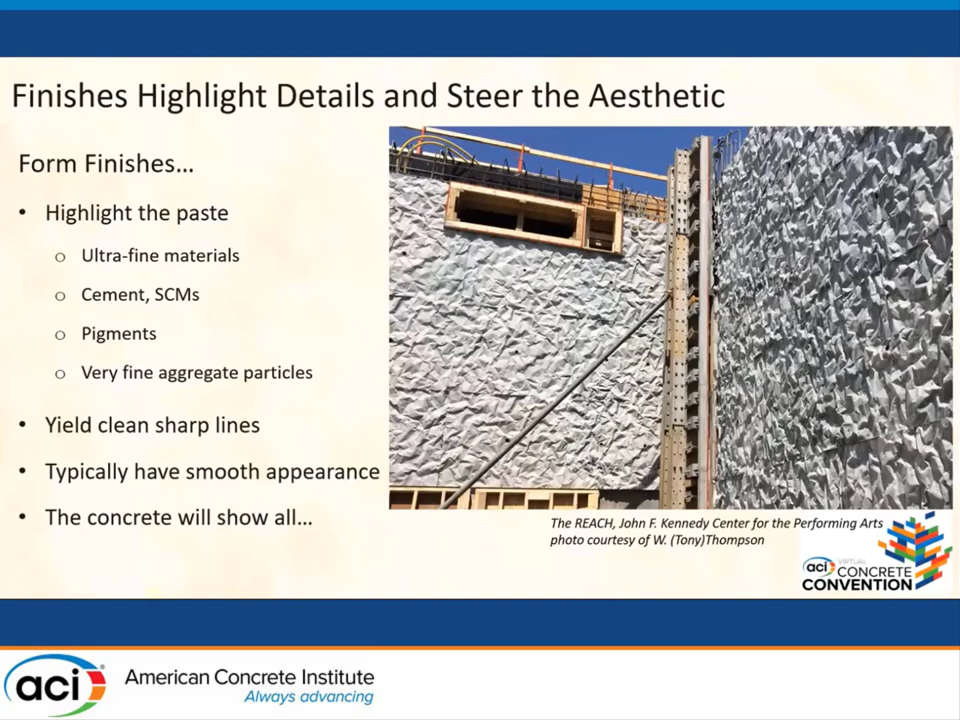 Finishes Highlight Details and Steer the Aesthetic
Form Finishes...
• Highlight the paste
o Ultra-fine materials
o Cement, SCMs
o Pigments
o Very fine aggregate particles
• Yield clean sharp lines
• Typically have smooth appearance
• The concrete will show all...
The REACH, John F. Kennedy Center for the Performing Arts
photo courtesy of W. (Tony)Thompson
aci VIRTUAL
CONCRETE
CONVENTION
aci® American Concrete Institute
Always advancing